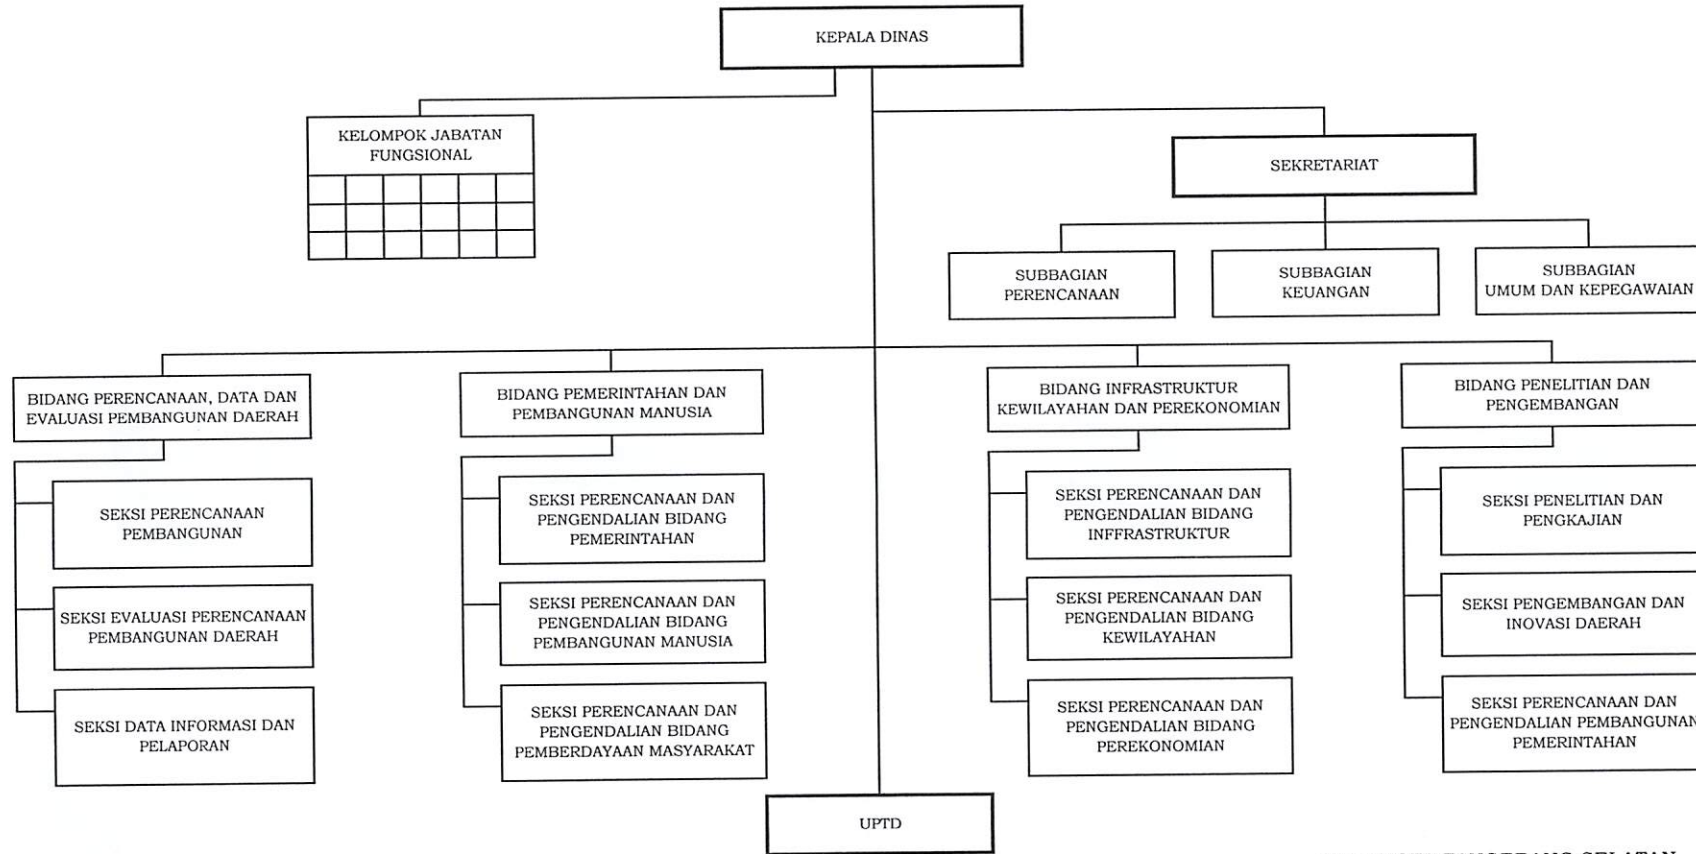 KEPALA DINAS
KELOMPOK JABATAN
FUNGSIONAL
SEKRETARIAT
SUBBAGIAN
PERENCANAAN
SUBBAGIAN
KEUANGAN
SUBBAGIAN
UMUM DAN KEPEGAWAIAN
BIDANG PERENCANAAN, DATA DAN
EVALUASI PEMBANGUNAN DAERAH
SEKSI PERENCANAAN
PEMBANGUNAN
SEKSI EVALUASI PERENCANAAN
PEMBANGUNAN DAERAH
SEKSI DATA INFORMASI DAN
PELAPORAN
BIDANG PEMERINTAHAN DAN
PEMBANGUNAN MANUSIA
SEKSI PERENCANAAN DAN
PENGENDALIAN BIDANG
PEMERINTAHAN
SEKSI PERENCANAAN DAN
PENGENDALIAN BIDANG
PEMBANGUNAN MANUSIA
SEKSI PERENCANAAN DAN
PENGENDALIAN BIDANG
PEMBERDAYAAN MASYARAKAT
BIDANG INFRASTRUKTUR
KEWILAYAHAN DAN PEREKONOMIAN
SEKSI PERENCANAAN DAN
PENGENDALIAN BIDANG
INFFRASTRUKTUR
SEKSI PERENCANAAN DAN
PENGENDALIAN BIDANG
KEWILAYAHAN
SEKSI PERENCANAAN DAN
PENGENDALIAN BIDANG
PEREKONOMIAN
BIDANG PENELITIAN DAN
PENGEMBANGAN
SEKSI PENELITIAN DAN
PENGKAJIAN
SEKSI PENGEMBANGAN DAN
INOVASI DAERAH
SEKSI PERENCANAAN DAN
PENGENDALIAN PEMBANGUNAN
PEMERINTAHAN
UPTD
TANGERANG SELATAN